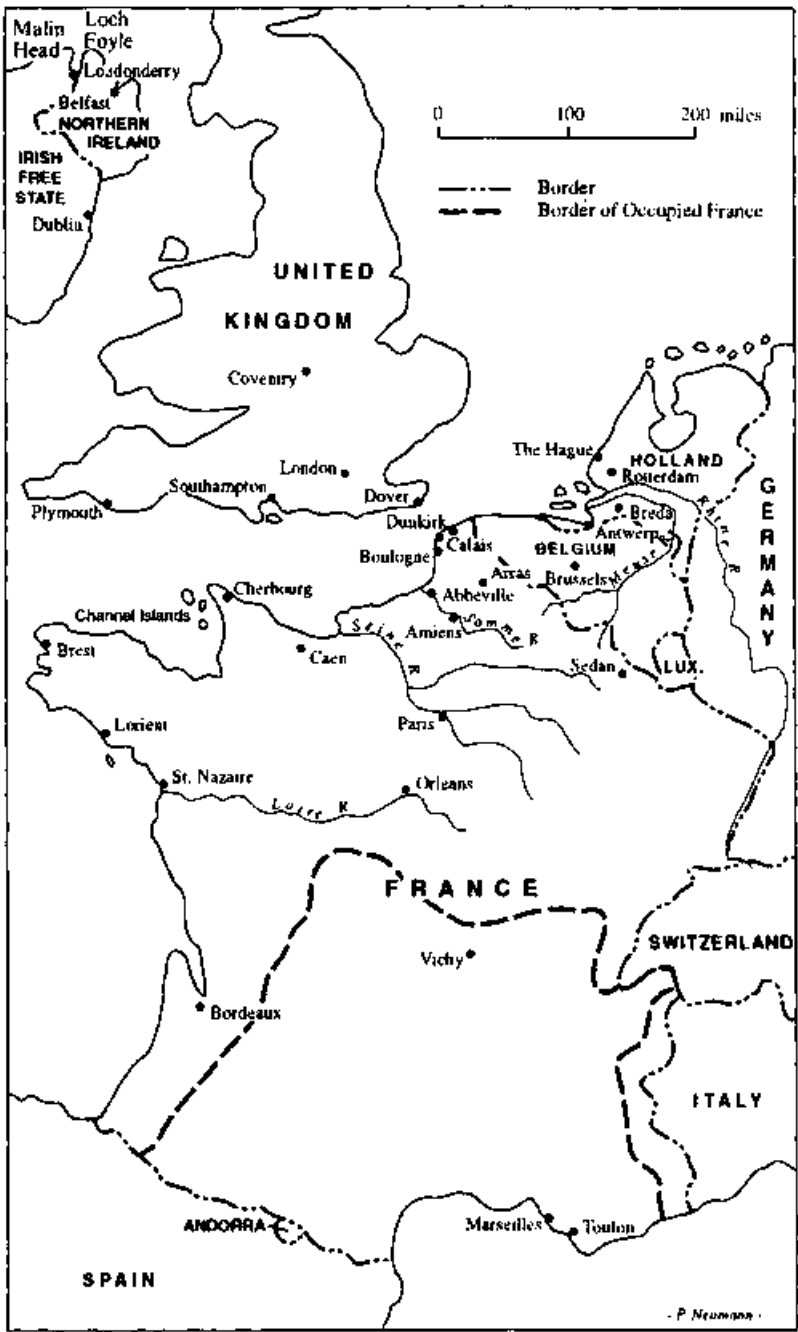 Malin
Head
Loch
Foyle
Londonderry
Belfast
NORTHERN
IRELAND
IRISH
FREE
STATE
Dublin
0 100 200 miles
Border
Border of Occupied France
UNITED
KINGDOM
Coventry
London
Southampton
Dover
Plymouth
The Hague
HOLLAND
Rotterdam
Breda
Antwerp
RHINE R
GERMANY
Dunkirk
Calais
Boulogne
BELGIUM
Brussels
Meuse R
Arras
Abbeville
Amiens
Somme R
Cherbourg
Channel Islands
Seine R
Caen
Brest
Sedan
LUX.
Paris
Lorient
St. Nazaire
Loire R
Orleans
FRANCE
Vichy
SWITZERLAND
Bordeaux
ITALY
Marseilles
Toulon
ANDORRA
SPAIN
- P. Neumann -